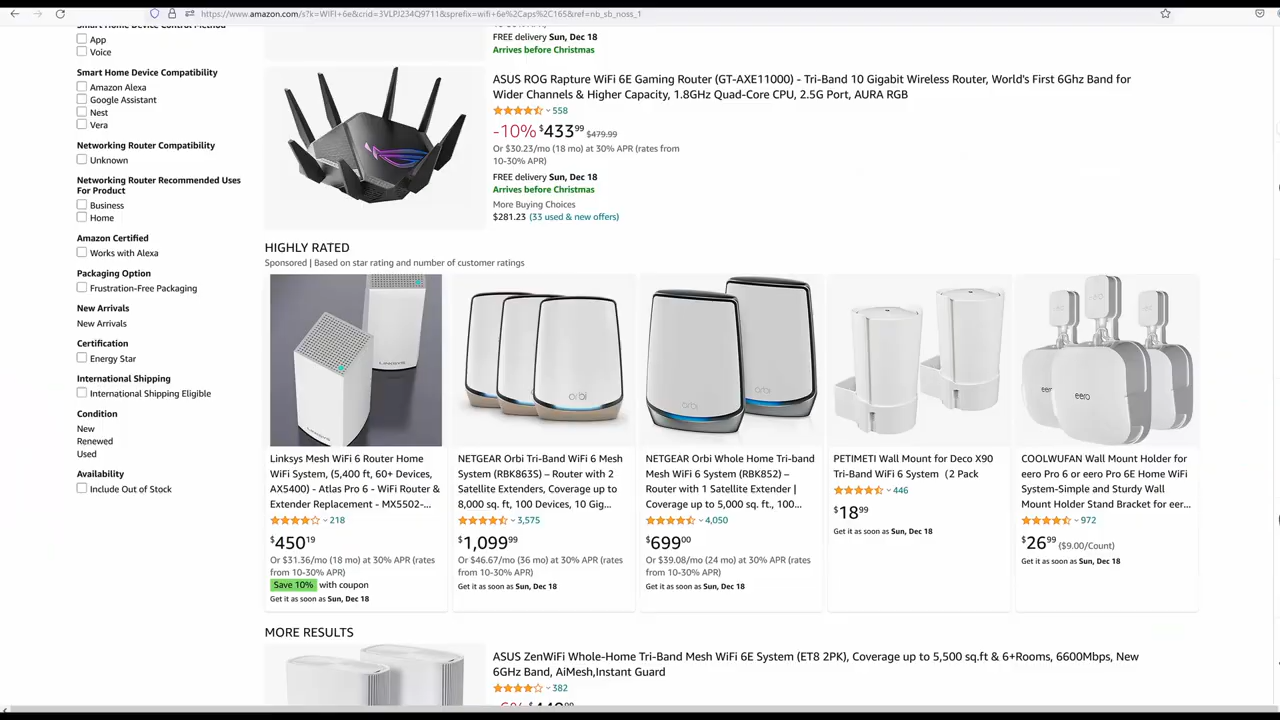 https://www.amazon.com/s?k=WIFI+6e&crid=3VLPJ234Q9711&sprefix=wifi+6e%2Caps%2C165&ref=nb_sb_noss_1
App
Voice
Smart Home Device Compatibility
Amazon Alexa
Google Assistant
Nest
Vera
Networking Router Compatibility
Unknown
Networking Router Recommended Uses
For Product
Business
Home
Amazon Certified
Works with Alexa
Packaging Option
Frustration-Free Packaging
New Arrivals
New Arrivals
Certification
Energy Star
International Shipping
International Shipping Eligible
Condition
New
Renewed
Used
Availability
Include Out of Stock
FREE delivery Sun, Dec 18
Arrives before Christmas
ASUS ROG Rapture WiFi 6E Gaming Router (GT-AXE11000) - Tri-Band 10 Gigabit Wireless Router, World's First 6Ghz Band for
Wider Channels & Higher Capacity, 1.8GHz Quad-Core CPU, 2.5G Port, AURA RGB
558
-10% $433.99 $479.99
Or $30.23/mo (18 mo) at 30% APR (rates from
10-30% APR)
FREE delivery Sun, Dec 18
Arrives before Christmas
More Buying Choices
$281.23 (33 used & new offers)
HIGHLY RATED
Sponsored | Based on star rating and number of customer ratings
LINKSYS
LINKSYS
Linksys Mesh WiFi 6 Router Home
WiFi System, (5,400 ft, 60+ Devices,
AX5400) - Atlas Pro 6 - WiFi Router &
Extender Replacement - MX5502-...
218
$450.19
Or $31.36/mo (18 mo) at 30% APR (rates
from 10-30% APR)
Save 10% with coupon
Get it as soon as Sun, Dec 18
orbi
NETGEAR Orbi Tri-Band WiFi 6 Mesh
System (RBK863S) – Router with 2
Satellite Extenders, Coverage up to
8,000 sq. ft, 100 Devices, 10 Gig...
3,575
$1,099.99
Or $46.67/mo (36 mo) at 30% APR (rates
from 10-30% APR)
Get it as soon as Sun, Dec 18
orbi
NETGEAR Orbi Whole Home Tri-band
Mesh WiFi 6 System (RBK852) –
Router with 1 Satellite Extender |
Coverage up to 5,000 sq. ft., 100...
4,050
$699.00
Or $39.08/mo (24 mo) at 30% APR (rates
from 10-30% APR)
Get it as soon as Sun, Dec 18
PETIMETI Wall Mount for Deco X90
Tri-Band WiFi 6 System（2 Pack
446
$18.99
Get it as soon as Sun, Dec 18
eero
eero
COOLWUFAN Wall Mount Holder for
eero Pro 6 or eero Pro 6E Home WiFi
System-Simple and Sturdy Wall
Mount Holder Stand Bracket for eer...
972
$26.99 ($9.00/Count)
Get it as soon as Sun, Dec 18
MORE RESULTS
ASUS ZenWiFi Whole-Home Tri-Band Mesh WiFi 6E System (ET8 2PK), Coverage up to 5,500 sq.ft & 6+Rooms, 6600Mbps, New
6GHz Band, AiMesh,Instant Guard
382